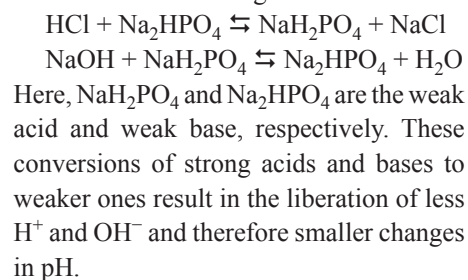 HCl + Na₂HPO₄ ⇆ NaH₂PO₄ + NaCl
NaOH + NaH₂PO₄ ⇆ Na₂HPO₄ + H₂O
Here, NaH₂PO₄ and Na₂HPO₄ are the weak
acid and weak base, respectively. These
conversions of strong acids and bases to
weaker ones result in the liberation of less
H⁺ and OH⁻ and therefore smaller changes
in pH.